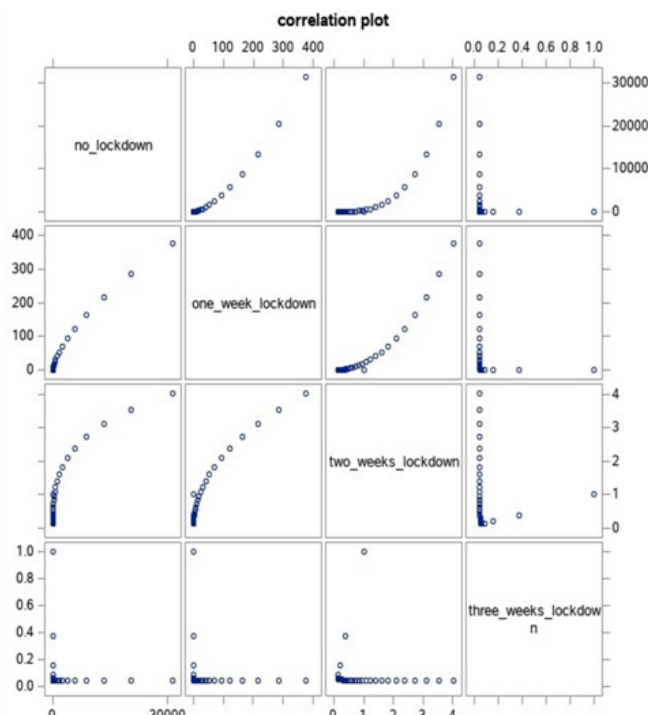 correlation plot
0 100 200 300 400
0.0 0.2 0.4 0.6 0.8 1.0
no_lockdown
30000
20000
10000
0
400
300
200
100
0
one_week_lockdown
two_weeks_lockdown
4
3
2
1
0
1.0
0.8
0.6
0.4
0.2
0.0
three_weeks_lockdow
n
0 20000
0 1 2 3 4